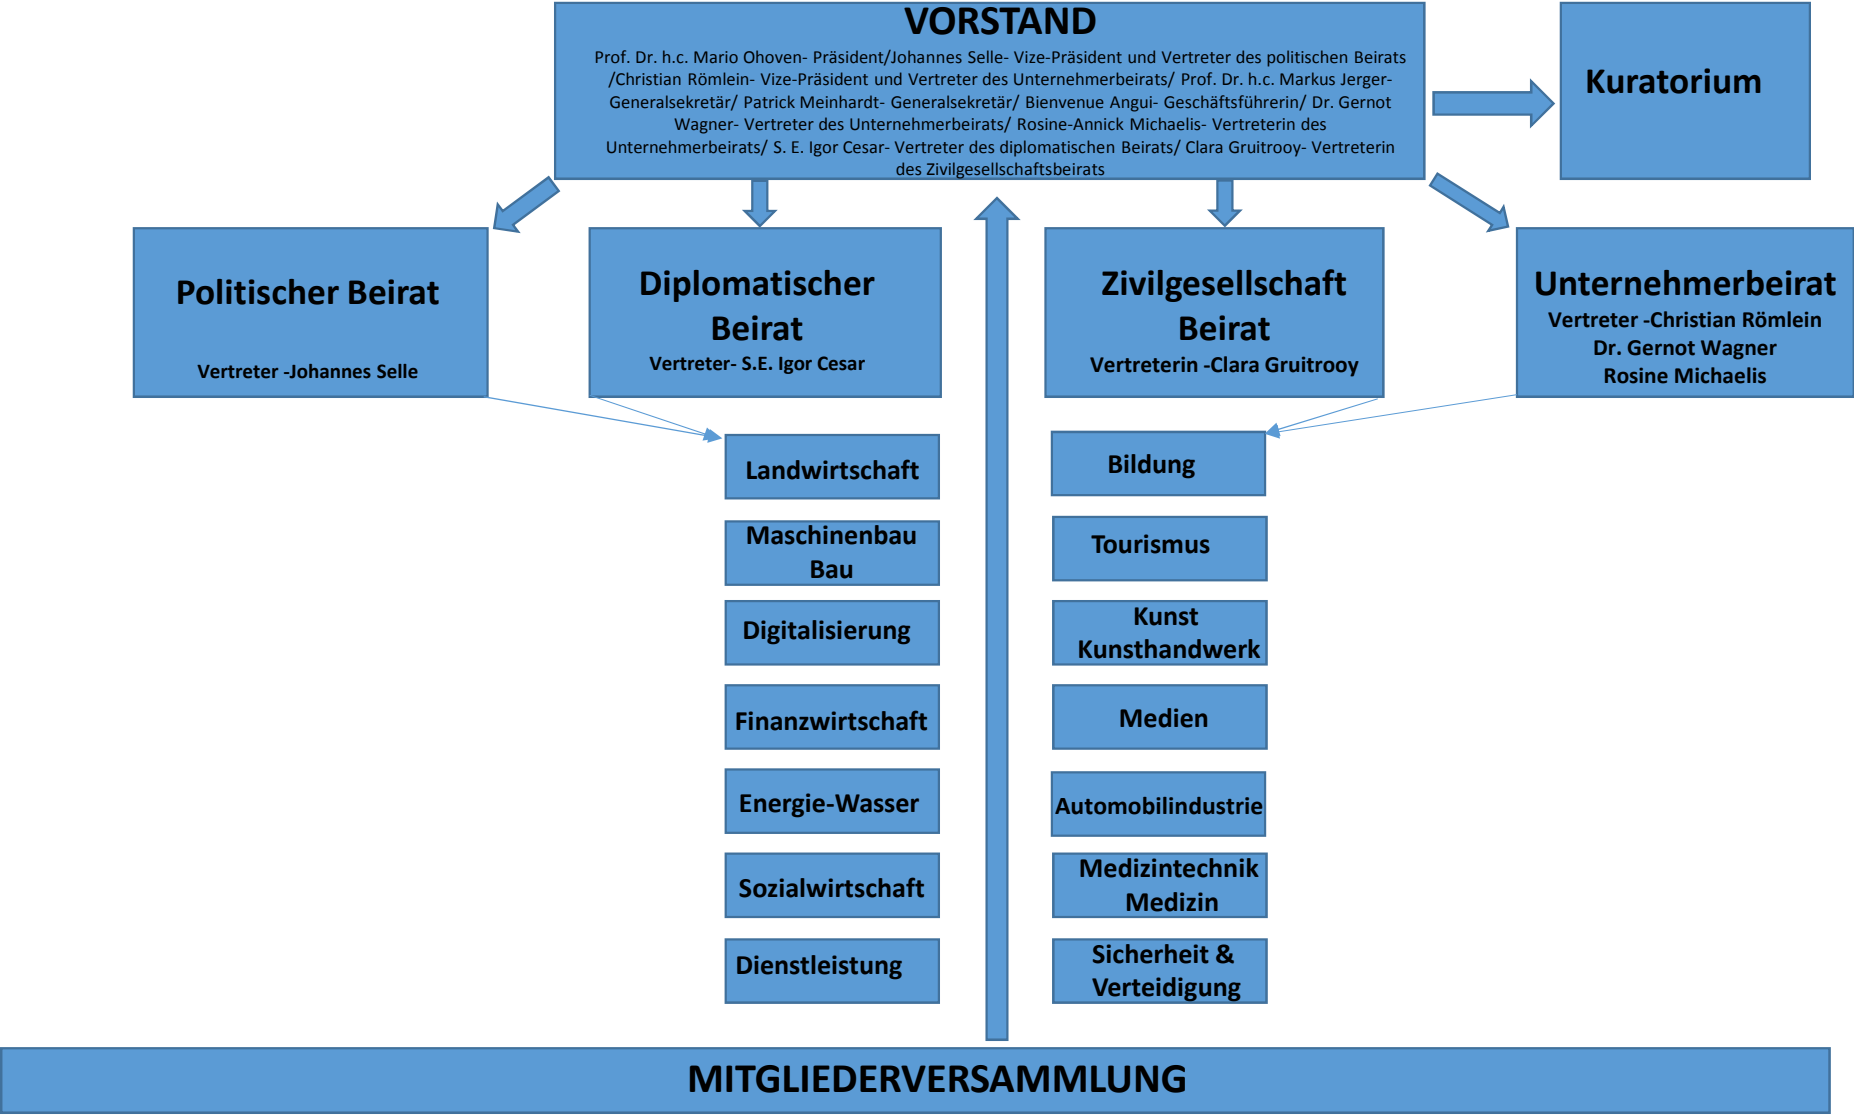 VORSTAND
Prof. Dr. h.c. Mario Ohoven- Präsident/Johannes Selle- Vize-Präsident und Vertreter des politischen Beirats
/Christian Römlein- Vize-Präsident und Vertreter des Unternehmerbeirats/ Prof. Dr. h.c. Markus Jerger-
Generalsekretär/ Patrick Meinhardt- Generalsekretär/ Bienvenue Angui- Geschäftsführerin/ Dr. Gernot
Wagner- Vertreter des Unternehmerbeirats/ Rosine-Annick Michaelis- Vertreterin des
Unternehmerbeirats/ S. E. Igor Cesar- Vertreter des diplomatischen Beirats/ Clara Gruitrooy- Vertreterin
des Zivilgesellschaftsbeirats
Kuratorium
Politischer Beirat
Vertreter -Johannes Selle
Diplomatischer
Beirat
Vertreter- S.E. Igor Cesar
Zivilgesellschaft
Beirat
Vertreterin -Clara Gruitrooy
Unternehmerbeirat
Vertreter -Christian Römlein
Dr. Gernot Wagner
Rosine Michaelis
Landwirtschaft
Maschinenbau
Bau
Digitalisierung
Finanzwirtschaft
Energie-Wasser
Sozialwirtschaft
Dienstleistung
Bildung
Tourismus
Kunst
Kunsthandwerk
Medien
Automobilindustrie
Medizintechnik
Medizin
Sicherheit &
Verteidigung
MITGLIEDERVERSAMMLUNG